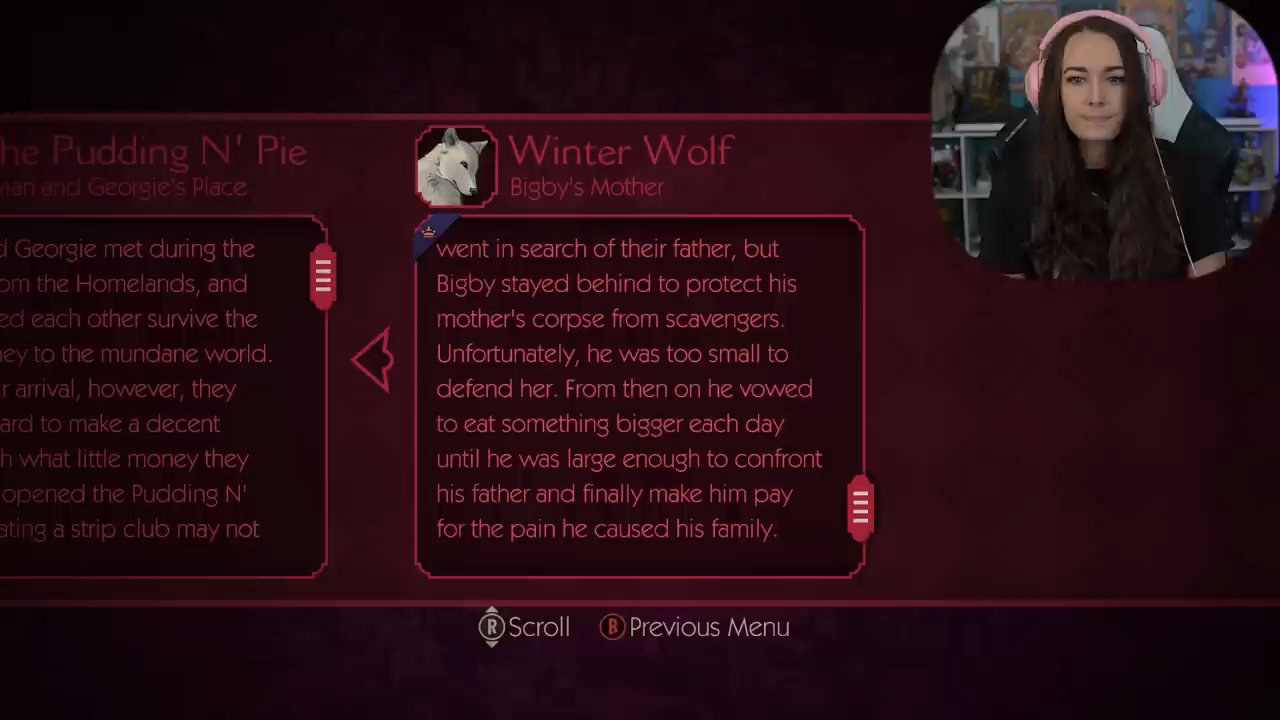 he Pudding N' Pie
and Georgie's Place
Georgie met during the
om the Homelands, and
ed each other survive the
ey to the mundane world.
r arrival, however, they
ard to make a decent
h what little money they
opened the Pudding N'
ating a strip club may not
Winter Wolf
Bigby's Mother
went in search of their father, but
Bigby stayed behind to protect his
mother's corpse from scavengers.
Unfortunately, he was too small to
defend her. From then on he vowed
to eat something bigger each day
until he was large enough to confront
his father and finally make him pay
for the pain he caused his family.
R Scroll
B Previous Menu